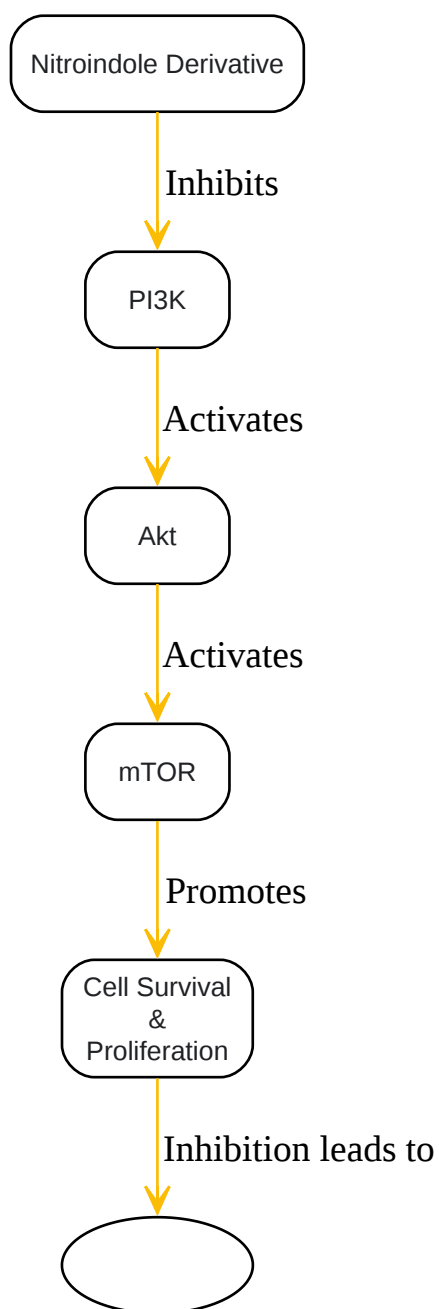 Nitroindole Derivative
Inhibits
PI3K
Activates
Akt
Activates
mTOR
Promotes
Cell Survival
&
Proliferation
Inhibition leads to